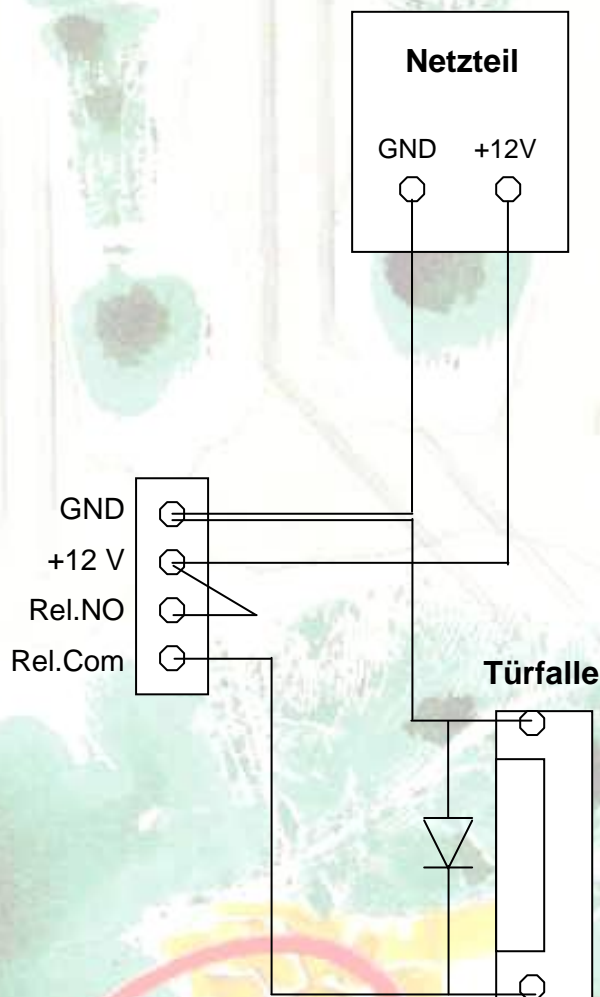 Netzteil
GND +12V
GND
+12 V
Rel.NO
Rel.Com
Türfalle